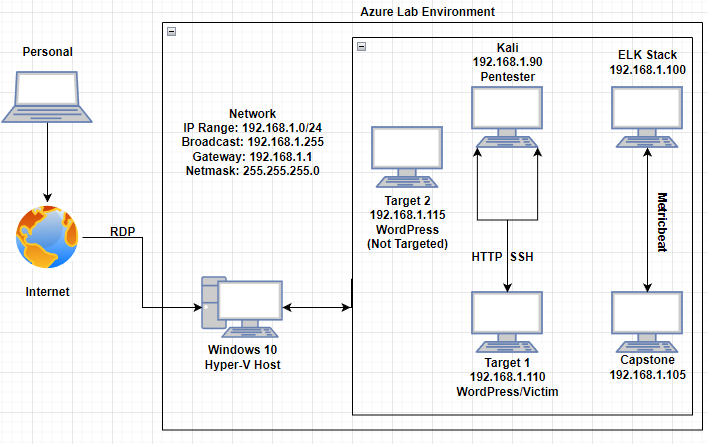 Azure Lab Environment
Personal
Kali
192.168.1.90
Pentester
ELK Stack
192.168.1.100
Network
IP Range: 192.168.1.0/24
Broadcast: 192.168.1.255
Gateway: 192.168.1.1
Netmask: 255.255.255.0
Target 2
192.168.1.115
WordPress
(Not Targeted)
Metricbeat
RDP
HTTP
SSH
Internet
Windows 10
Hyper-V Host
Target 1
192.168.1.110
WordPress/Victim
Capstone
192.168.1.105